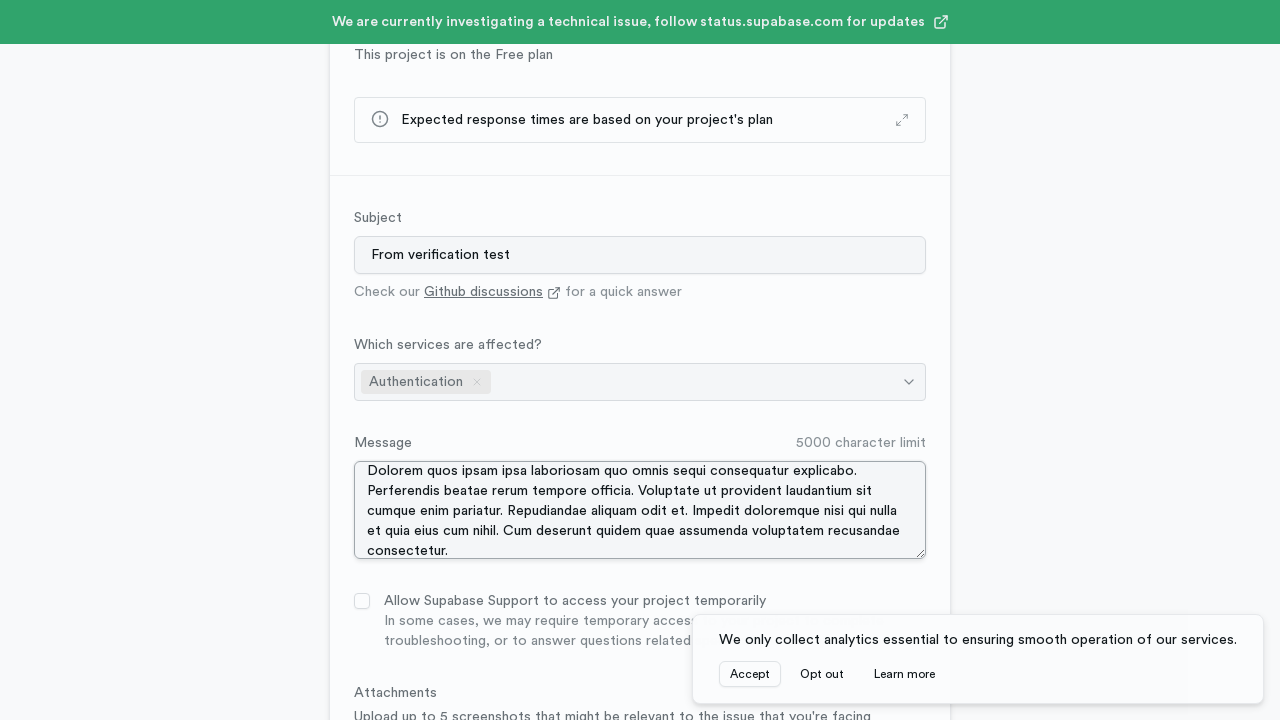 We are currently investigating a technical issue, follow status.supabase.com for updates
This project is on the Free plan
Expected response times are based on your project's plan
Subject
From verification test
Check our Github discussions for a quick answer
Which services are affected?
Authentication
Message 5000 character limit
Dolorem quos ipsam ipsa laboriosam quo omnis sequi consequatur explicabo.
Perferendis beatae rerum tempore officia. Voluptate ut provident laudantium sit
cumque enim pariatur. Repudiandae aliquam odit et. Impedit doloremque nisi qui nulla
et quia eius cum nihil. Cum deserunt quidem quae assumenda voluptatem recusandae
consectetur.
Allow Supabase Support to access your project temporarily
In some cases, we may require temporary access
troubleshooting, or to answer questions related
We only collect analytics essential to ensuring smooth operation of our services.
Accept Opt out Learn more
Attachments
Upload up to 5 screenshots that might be relevant to the issue that you're facing